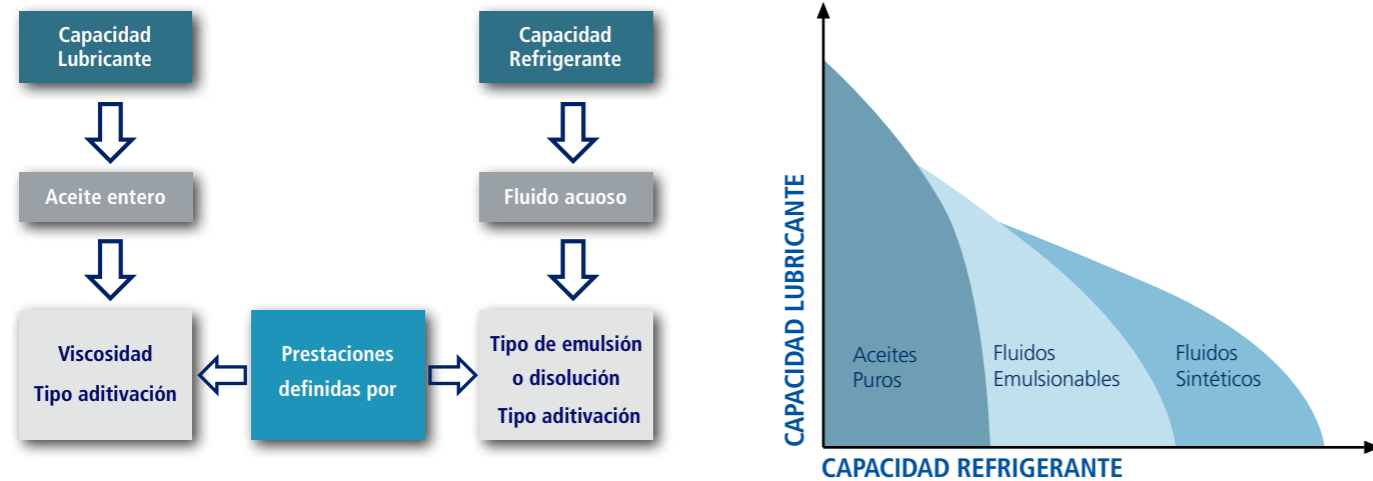 Capacidad
Lubricante
Capacidad
Refrigerante
Aceite entero
Fluido acuoso
Viscosidad
Tipo aditivación
Prestaciones
definidas por
Tipo de emulsión
o disolución
Tipo aditivación
CAPACIDAD LUBRICANTE
Aceites
Puros
Fluidos
Emulsionables
Fluidos
Sintéticos
CAPACIDAD REFRIGERANTE